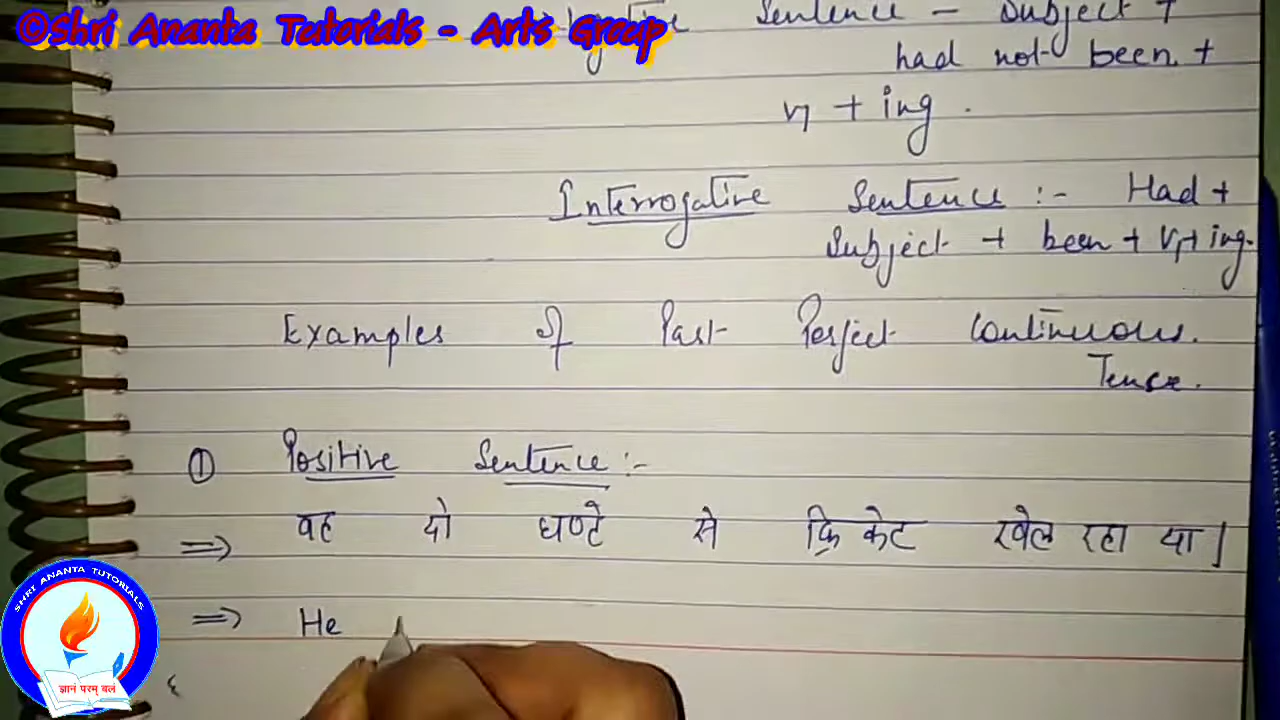 ©Shri Ananta Tutorials - Arts Group
Sentence - Subject +
had not been +
V1 + ing .
Interrogative Sentence :- Had +
Subject + been + V1 + ing.
Examples of Past Perfect Continuous.
Tense.
① Positive Sentence :-
⇒ वह दो घण्टे से क्रिकेट खेल रहा था |
⇒ He
SHRI ANANTA TUTORIALS
ज्ञानं परमं बलं